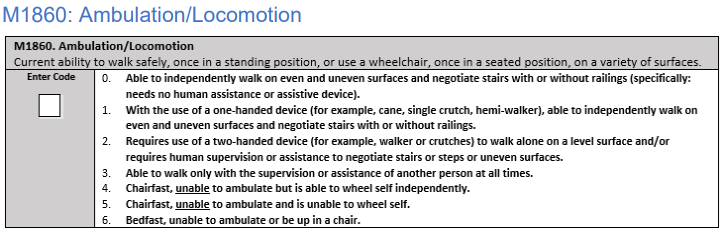 M1860: Ambulation/Locomotion
M1860. Ambulation/Locomotion
Current ability to walk safely, once in a standing position, or use a wheelchair, once in a seated position, on a variety of surfaces.
Enter Code
0. Able to independently walk on even and uneven surfaces and negotiate stairs with or without railings (specifically:
needs no human assistance or assistive device).
1. With the use of a one-handed device (for example, cane, single crutch, hemi-walker), able to independently walk on
even and uneven surfaces and negotiate stairs with or without railings.
2. Requires use of a two-handed device (for example, walker or crutches) to walk alone on a level surface and/or
requires human supervision or assistance to negotiate stairs or steps or uneven surfaces.
3. Able to walk only with the supervision or assistance of another person at all times.
4. Chairfast, unable to ambulate but is able to wheel self independently.
5. Chairfast, unable to ambulate and is unable to wheel self.
6. Bedfast, unable to ambulate or be up in a chair.